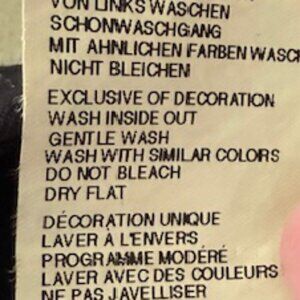 VON LINKS WASCHEN
SCHONWASCHGANG
MIT ÄHNLICHEN FARBEN WASC
NICHT BLEICHEN
EXCLUSIVE OF DECORATION
WASH INSIDE OUT
GENTLE WASH
WASH WITH SIMILAR COLORS
DO NOT BLEACH
DRY FLAT
DÉCORATION UNIQUE
LAVER À L'ENVERS
PROGRAMME MODÉRÉ
LAVER AVEC DES COULEURS
NE PAS JAVELLISER